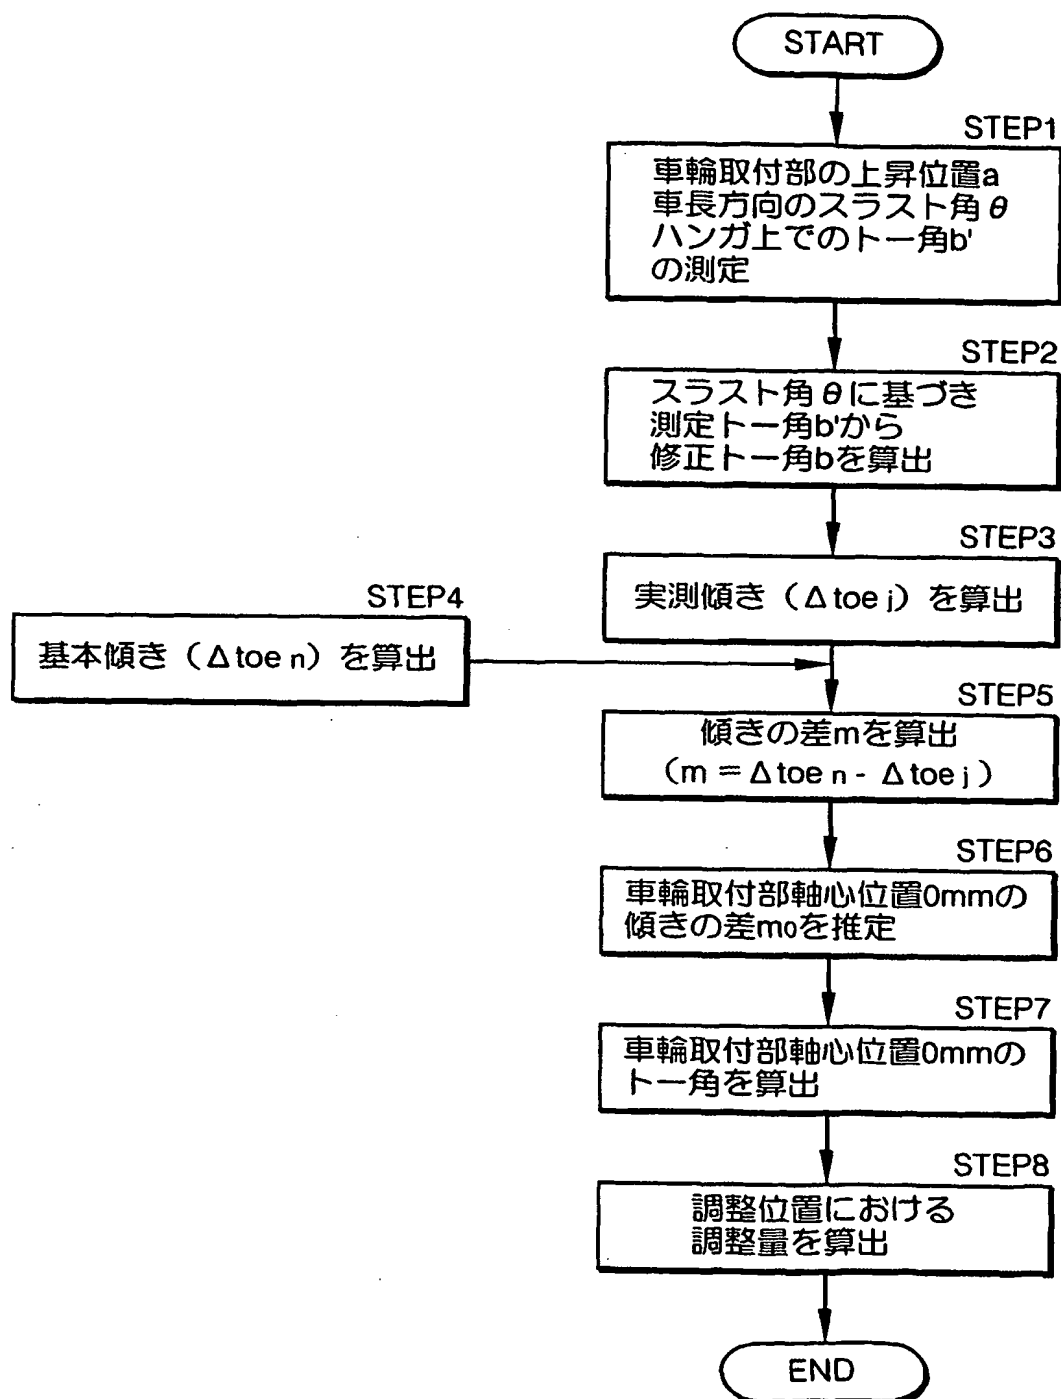 START
STEP1
車輪取付部の上昇位置a
車長方向のスラスト角θ
ハンガ上でのトー角b'
の測定
STEP2
スラスト角θに基づき
測定トー角b'から
修正トー角bを算出
STEP3
実測傾き（Δtoe j）を算出
STEP4
基本傾き（Δtoe n）を算出
STEP5
傾きの差mを算出
（m = Δtoe n - Δtoe j）
STEP6
車輪取付部軸心位置0mmの
傾きの差m0を推定
STEP7
車輪取付部軸心位置0mmの
トー角を算出
STEP8
調整位置における
調整量を算出
END